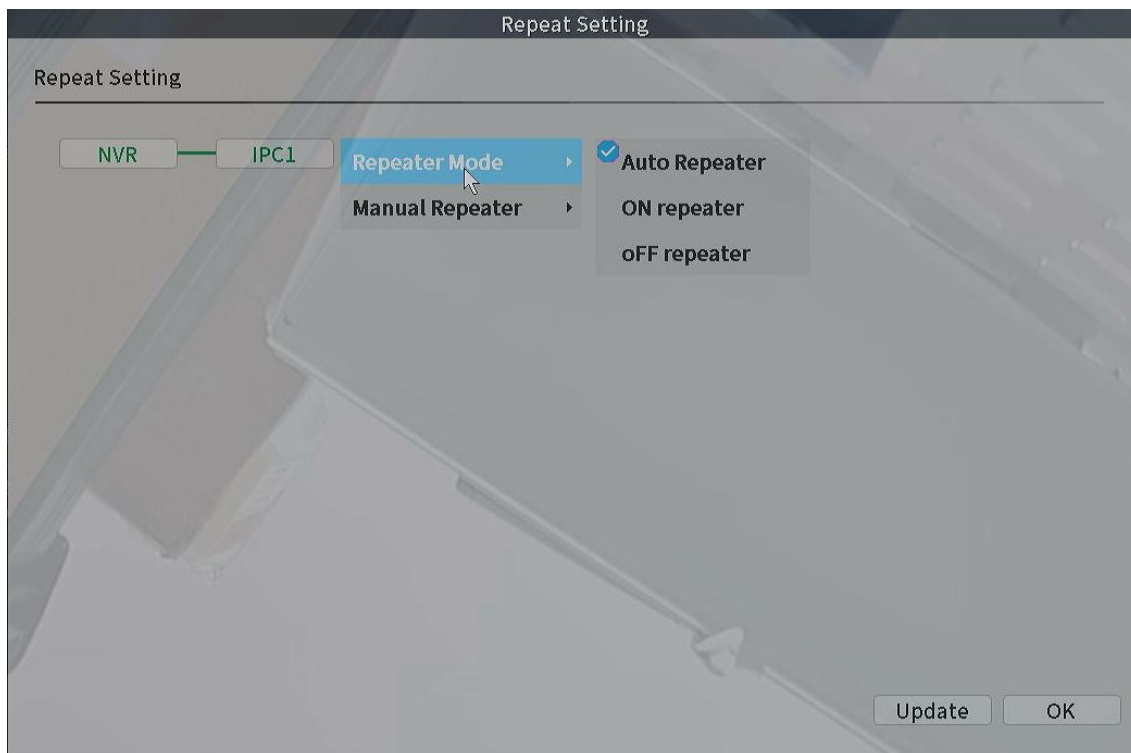 Repeat Setting
Repeat Setting
NVR
IPC1
Repeater Mode
Auto Repeater
Manual Repeater
ON repeater
oFF repeater
Update
OK